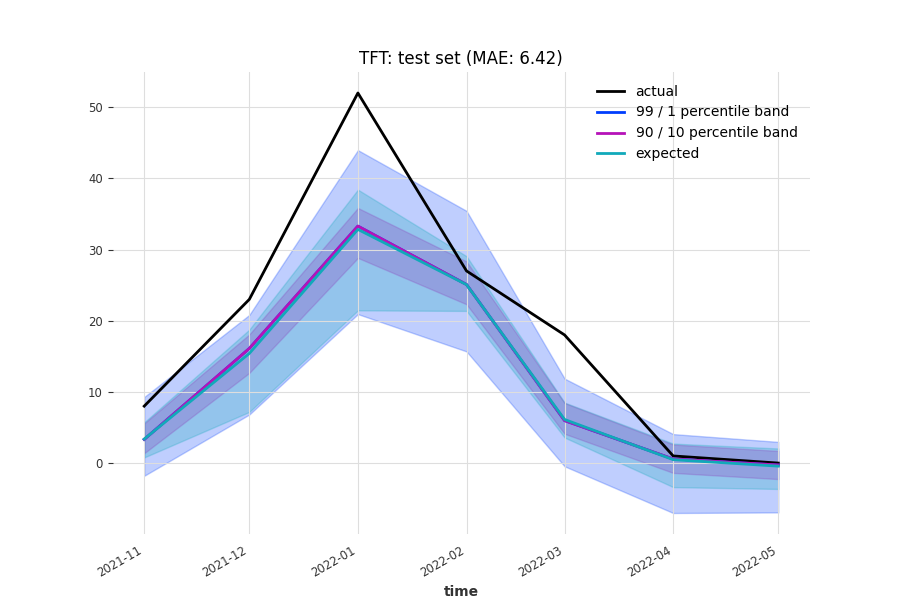 TFT: test set (MAE: 6.42)
actual
99 / 1 percentile band
90 / 10 percentile band
expected
50
40
30
20
10
0
2021-11
2021-12
2022-01
2022-02
2022-03
2022-04
2022-05
time